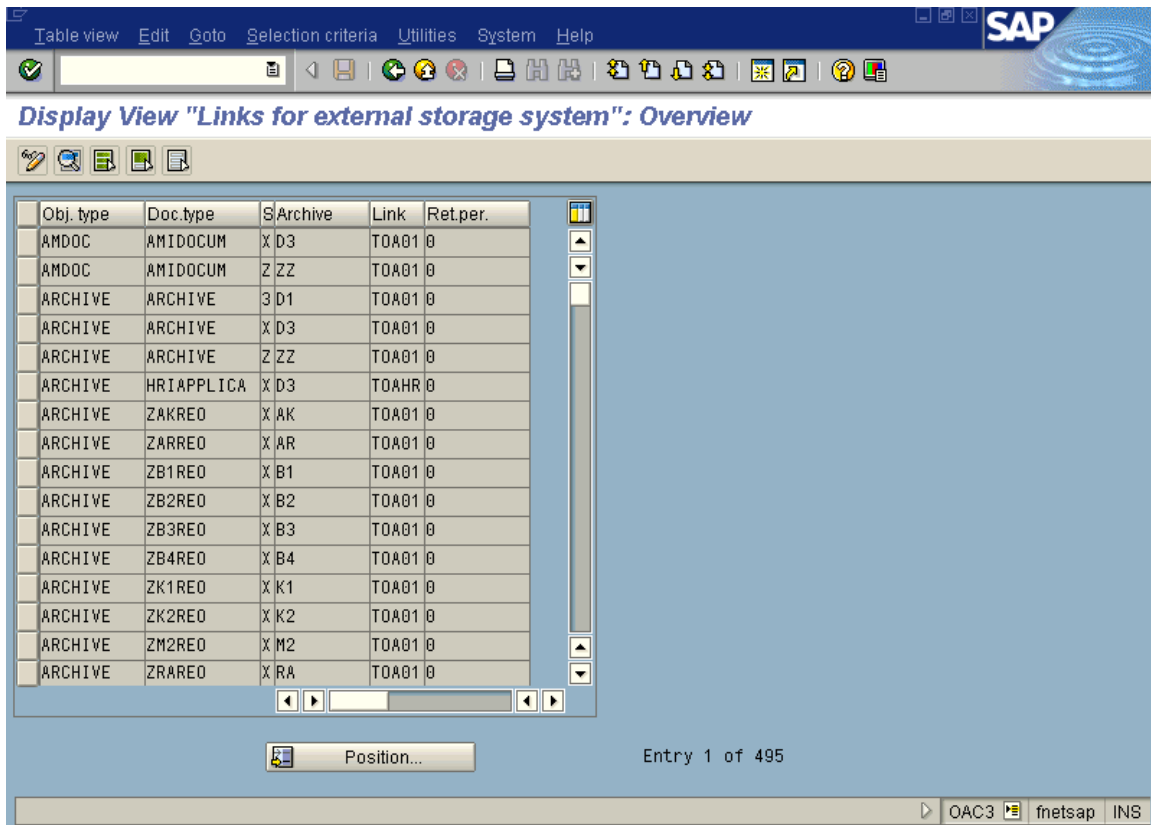 SAP
Table view Edit Goto Selection criteria Utilities System Help
Display View "Links for external storage system": Overview
Obj. type Doc.type S Archive Link Ret.per.
AMDOC AMIDOCUM X D3 TOA01 0
AMDOC AMIDOCUM Z ZZ TOA01 0
ARCHIVE ARCHIVE 3 D1 TOA01 0
ARCHIVE ARCHIVE X D3 TOA01 0
ARCHIVE ARCHIVE Z ZZ TOA01 0
ARCHIVE HRIAPPLICA X D3 TOAHR 0
ARCHIVE ZAKREO X AK TOA01 0
ARCHIVE ZARREO X AR TOA01 0
ARCHIVE ZB1REO X B1 TOA01 0
ARCHIVE ZB2REO X B2 TOA01 0
ARCHIVE ZB3REO X B3 TOA01 0
ARCHIVE ZB4REO X B4 TOA01 0
ARCHIVE ZK1REO X K1 TOA01 0
ARCHIVE ZK2REO X K2 TOA01 0
ARCHIVE ZM2REO X M2 TOA01 0
ARCHIVE ZRAREO X RA TOA01 0
Position... Entry 1 of 495
OAC3 fnetsap INS